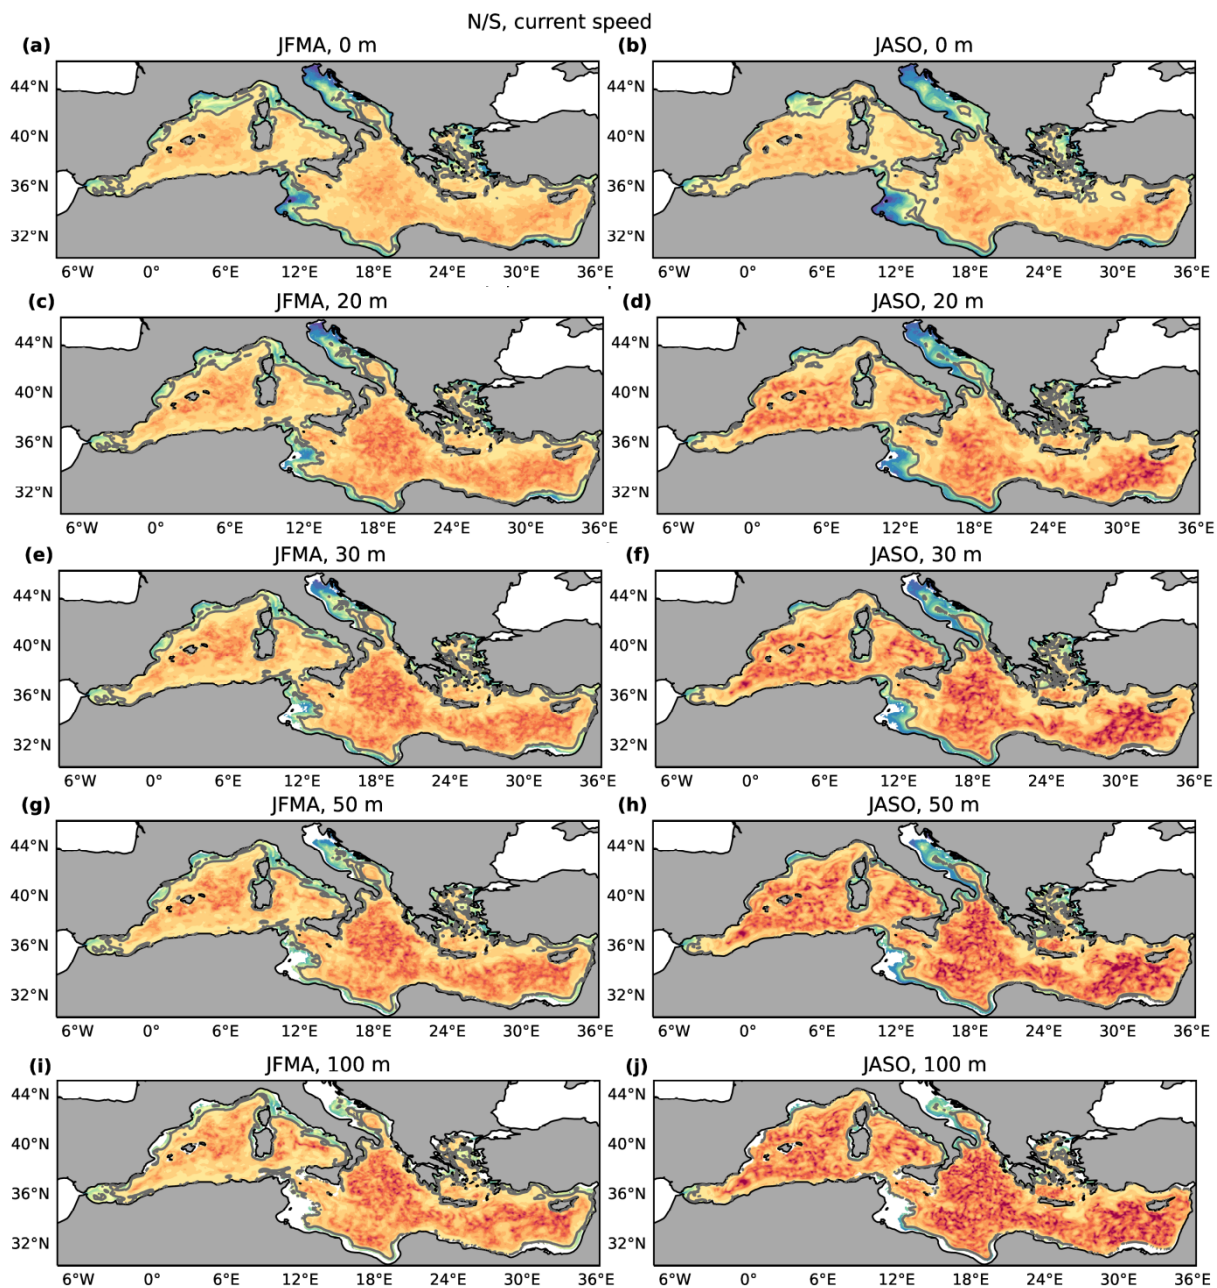 N/S, current speed
(a) JFMA, 0 m (b) JASO, 0 m
44°N 44°N
40°N 40°N
36°N 36°N
32°N 32°N
6°W 0° 6°E 12°E 18°E 24°E 30°E 36°E 6°W 0° 6°E 12°E 18°E 24°E 30°E 36°E
(c) JFMA, 20 m (d) JASO, 20 m
44°N 44°N
40°N 40°N
36°N 36°N
32°N 32°N
6°W 0° 6°E 12°E 18°E 24°E 30°E 36°E 6°W 0° 6°E 12°E 18°E 24°E 30°E 36°E
(e) JFMA, 30 m (f) JASO, 30 m
44°N 44°N
40°N 40°N
36°N 36°N
32°N 32°N
6°W 0° 6°E 12°E 18°E 24°E 30°E 36°E 6°W 0° 6°E 12°E 18°E 24°E 30°E 36°E
(g) JFMA, 50 m (h) JASO, 50 m
44°N 44°N
40°N 40°N
36°N 36°N
32°N 32°N
6°W 0° 6°E 12°E 18°E 24°E 30°E 36°E 6°W 0° 6°E 12°E 18°E 24°E 30°E 36°E
(i) JFMA, 100 m (j) JASO, 100 m
44°N 44°N
40°N 40°N
36°N 36°N
32°N 32°N
6°W 0° 6°E 12°E 18°E 24°E 30°E 36°E 6°W 0° 6°E 12°E 18°E 24°E 30°E 36°E